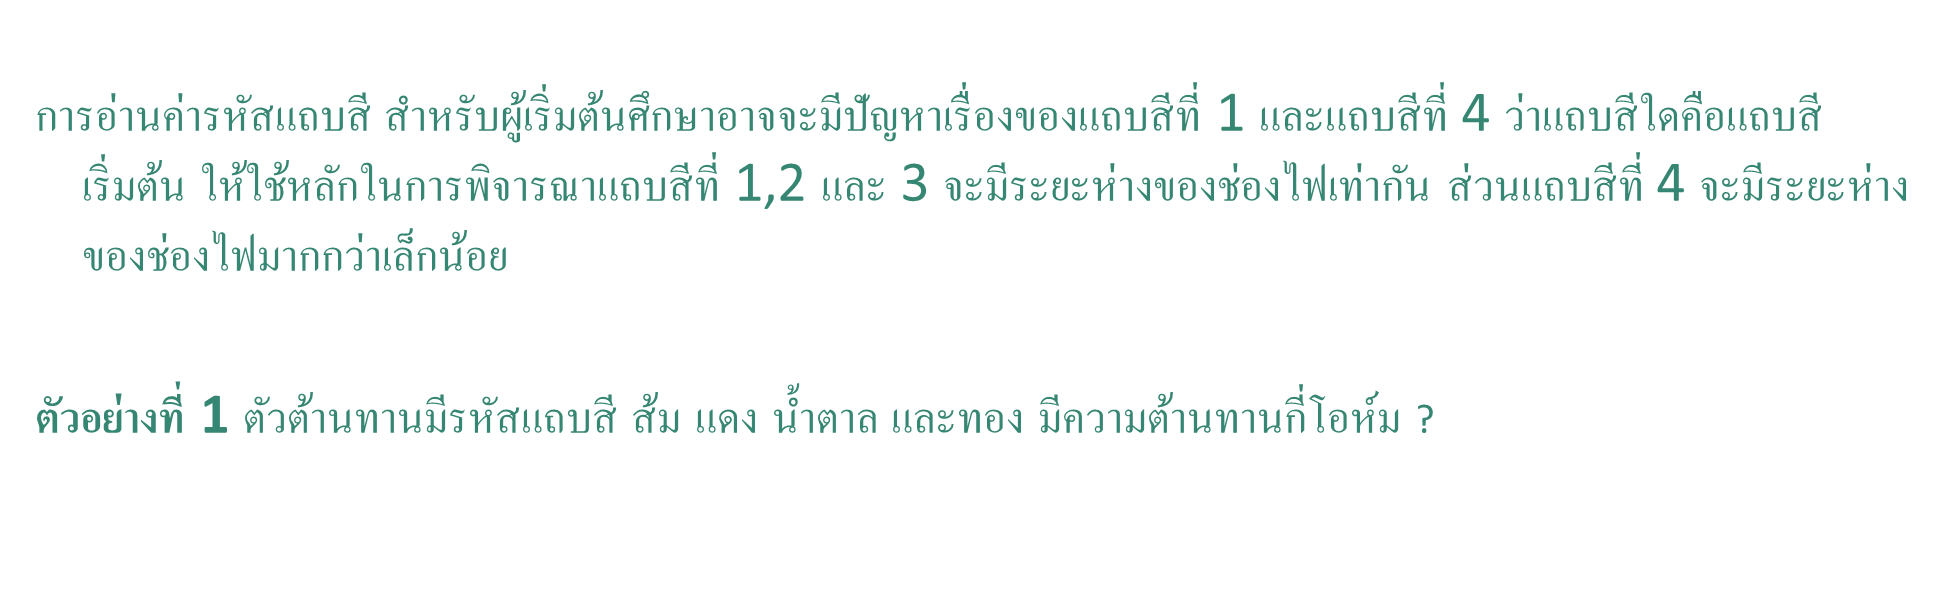 การอ่านค่ารหัสแถบสี สำหรับผู้เริ่มต้นศึกษาอาจจะมีปัญหาเรื่องของแถบสีที่ 1 และแถบสีที่ 4 ว่าแถบสีใดคือแถบสี
เริ่มต้น ให้ใช้หลักในการพิจารณาแถบสีที่ 1,2 และ 3 จะมีระยะห่างของช่องไฟเท่ากัน ส่วนแถบสีที่ 4 จะมีระยะห่าง
ของช่องไฟมากกว่าเล็กน้อย
ตัวอย่างที่ 1 ตัวต้านทานมีรหัสแถบสี ส้ม แดง น้ำตาล และทอง มีความต้านทานกี่โอห์ม ?